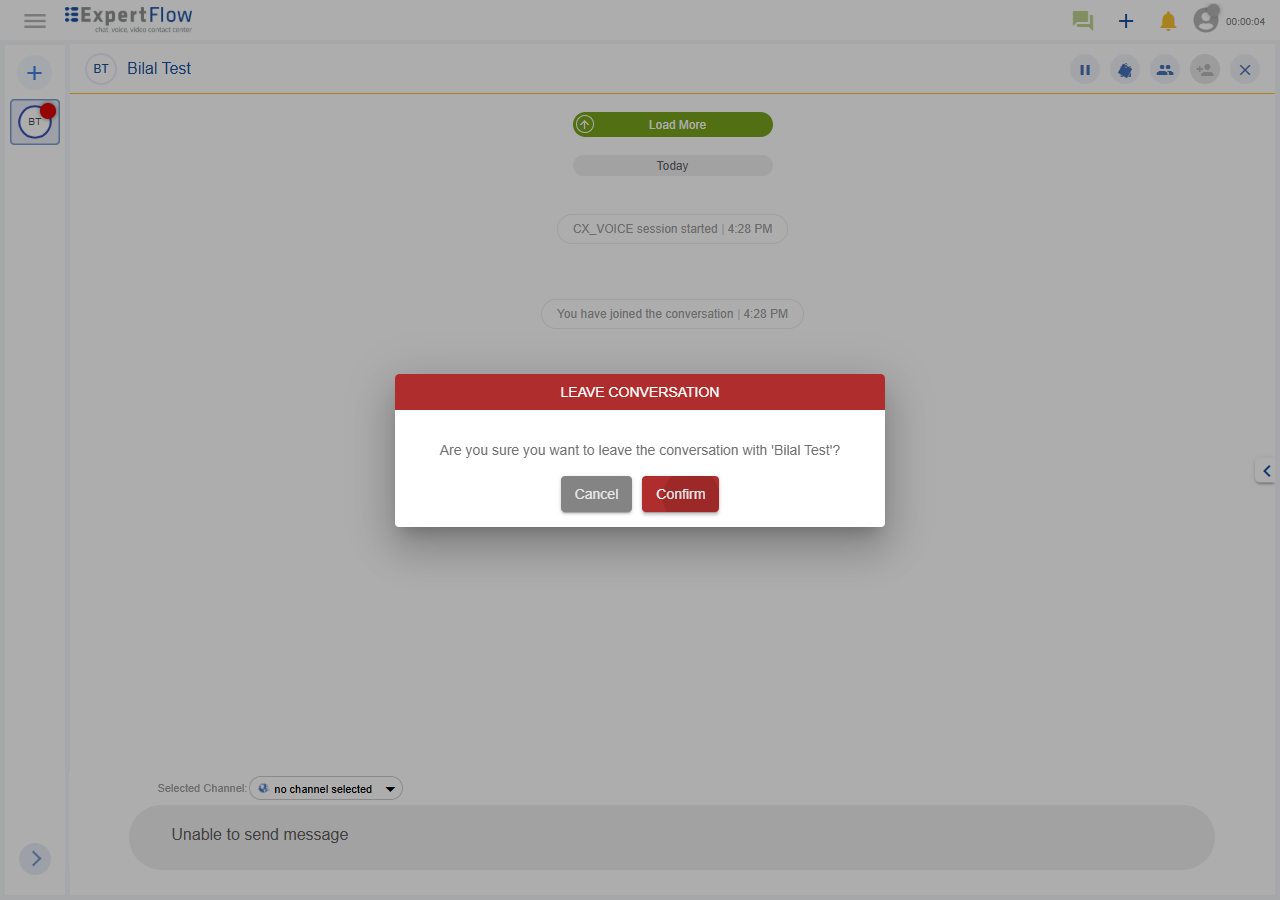 ExpertFlow
chat, voice, video contact center
00:00:04
BT Bilal Test
BT
Load More
Today
CX_VOICE session started | 4:28 PM
You have joined the conversation | 4:28 PM
LEAVE CONVERSATION
Are you sure you want to leave the conversation with 'Bilal Test'?
Cancel Confirm
Selected Channel: no channel selected
Unable to send message